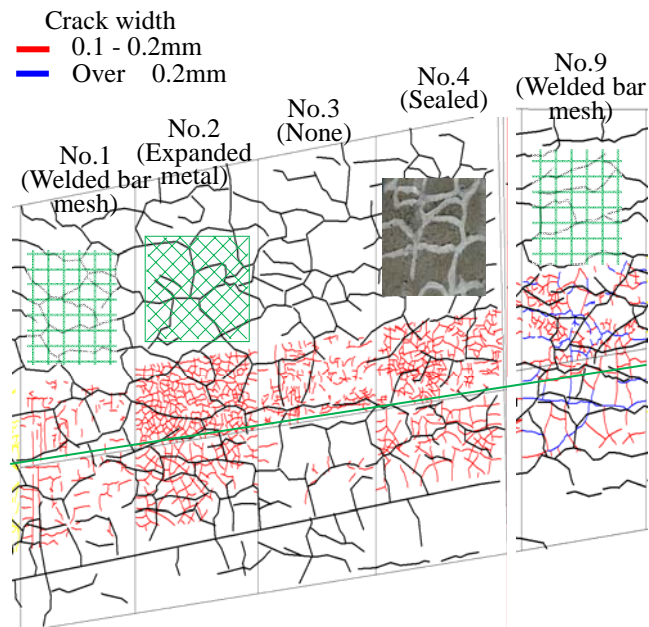 Crack width
0.1 - 0.2mm
Over 0.2mm
No.1
(Welded bar
mesh)
No.2
(Expanded
metal)
No.3
(None)
No.4
(Sealed)
No.9
(Welded bar
mesh)